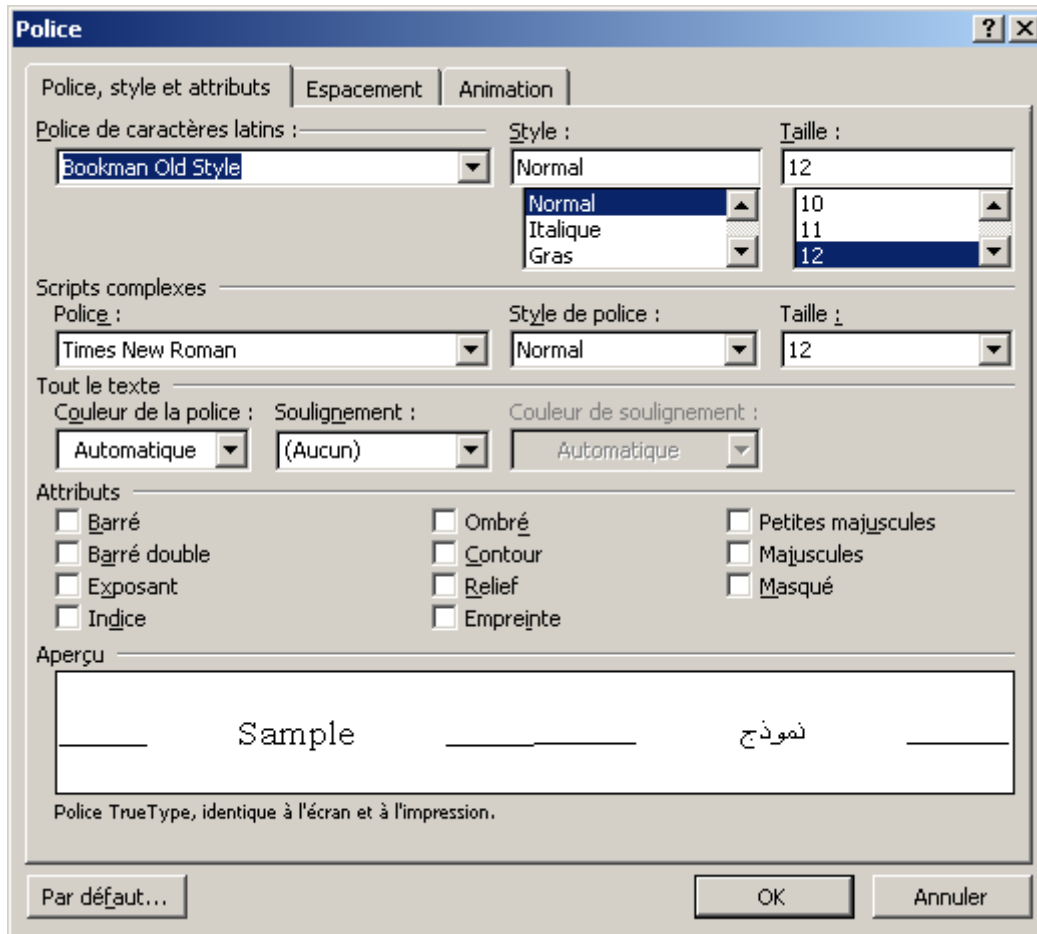 Police
Police, style et attributs Espacement Animation
Police de caractères latins : Style : Taille :
Bookman Old Style Normal 12
Normal 10
Italique 11
Gras 12
Scripts complexes
Police : Style de police : Taille :
Times New Roman Normal 12
Tout le texte
Couleur de la police : Soulignement : Couleur de soulignement :
Automatique (Aucun) Automatique
Attributs
Barré Ombré Petites majuscules
Barré double Contour Majuscules
Exposant Relief Masqué
Indice Empreinte
Aperçu
Sample نموذج
Police TrueType, identique à l'écran et à l'impression.
Par défaut... OK Annuler